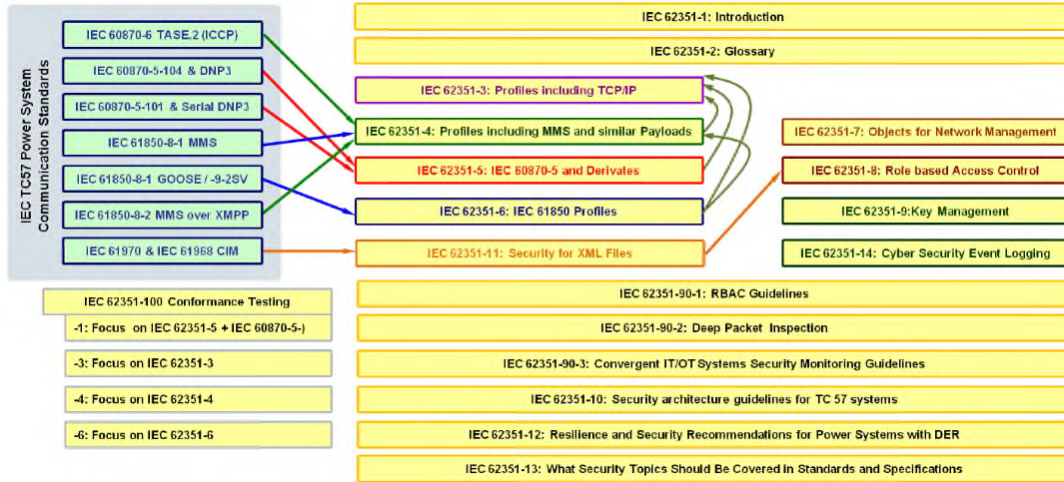 IEC TC57 Power System
Communication Standards
IEC 60870-6 TASE.2 (ICCP)
IEC 60870-5-104 & DNP3
IEC 60870-5-101 & Serial DNP3
IEC 61850-8-1 MMS
IEC 61850-8-1 GOOSE / -9-2SV
IEC 61850-8-2 MMS over XMPP
IEC 61970 & IEC 61968 CIM
IEC 62351-1: Introduction
IEC 62351-2: Glossary
IEC 62351-3: Profiles including TCP/IP
IEC 62351-4: Profiles including MMS and similar Payloads
IEC 62351-5: IEC 60870-5 and Derivates
IEC 62351-6: IEC 61850 Profiles
IEC 62351-11: Security for XML Files
IEC 62351-7: Objects for Network Management
IEC 62351-8: Role based Access Control
IEC 62351-9:Key Management
IEC 62351-14: Cyber Security Event Logging
IEC 62351-100 Conformance Testing
-1: Focus on IEC 62351-5 + IEC 60870-5-)
-3: Focus on IEC 62351-3
-4: Focus on IEC 62351-4
-6: Focus on IEC 62351-6
IEC 62351-90-1: RBAC Guidelines
IEC 62351-90-2: Deep Packet Inspection
IEC 62351-90-3: Convergent IT/OT Systems Security Monitoring Guidelines
IEC 62351-10: Security architecture guidelines for TC 57 systems
IEC 62351-12: Resilience and Security Recommendations for Power Systems with DER
IEC 62351-13: What Security Topics Should Be Covered in Standards and Specifications